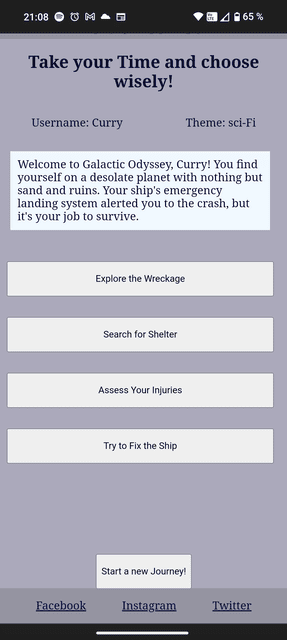 21:08 65 %
Take your Time and choose
wisely!
Username: Curry Theme: sci-Fi
Welcome to Galactic Odyssey, Curry! You find
yourself on a desolate planet with nothing but
sand and ruins. Your ship's emergency
landing system alerted you to the crash, but
it's your job to survive.
Explore the Wreckage
Search for Shelter
Assess Your Injuries
Try to Fix the Ship
Start a new Journey!
Facebook Instagram Twitter